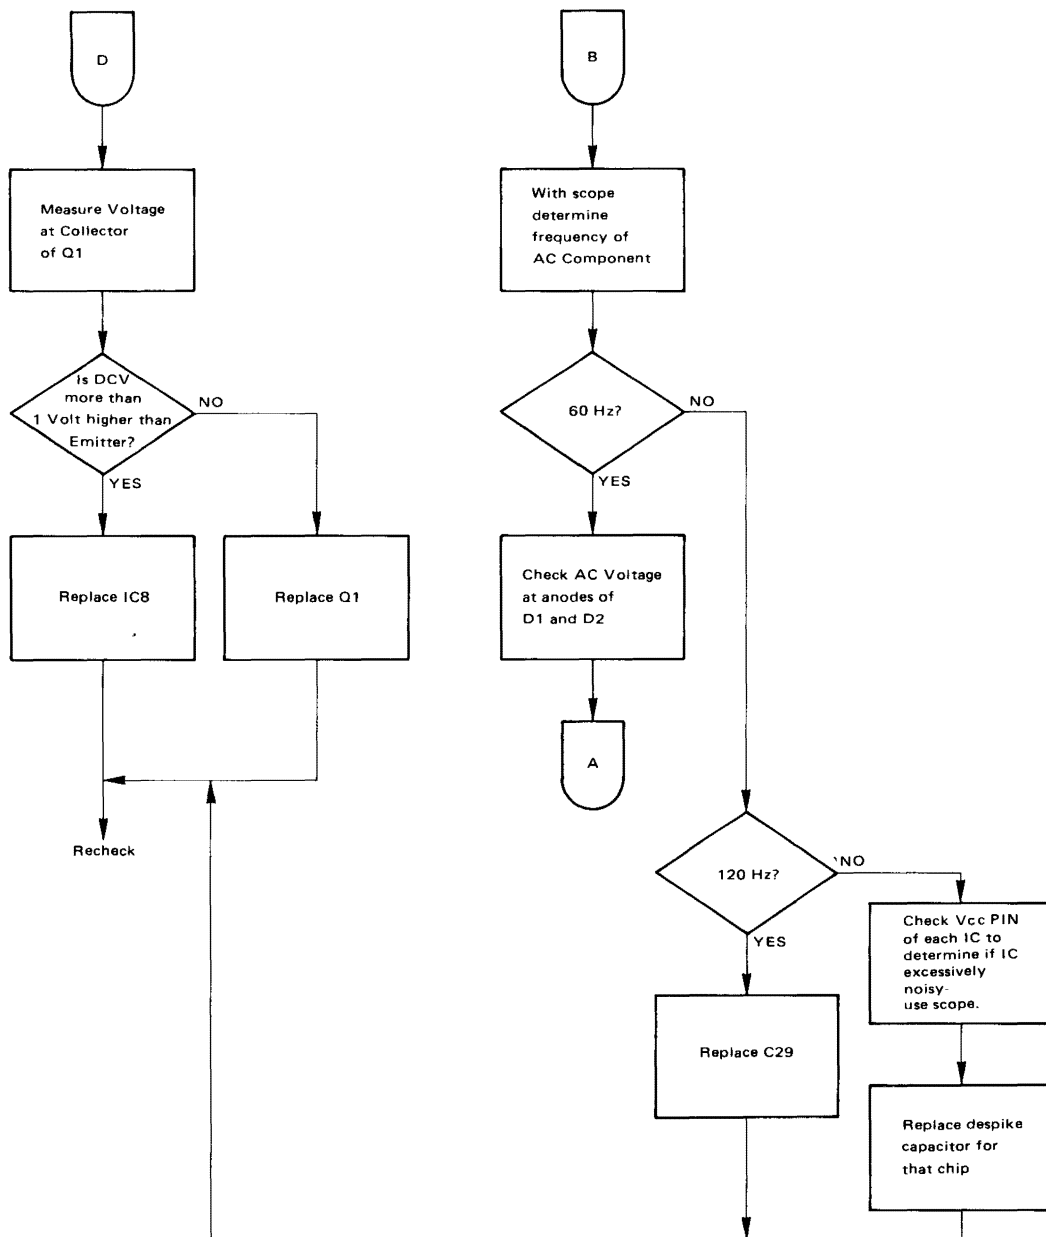 D
Measure Voltage
at Collector
of Q1
Is DCV
more than
1 Volt higher than
Emitter?
NO
YES
Replace IC8
Replace Q1
Recheck
B
With scope
determine
frequency of
AC Component
60 Hz?
NO
YES
Check AC Voltage
at anodes of
D1 and D2
A
120 Hz?
NO
YES
Replace C29
Check Vcc PIN
of each IC to
determine if IC
excessively
noisy-
use scope.
Replace despike
capacitor for
that chip